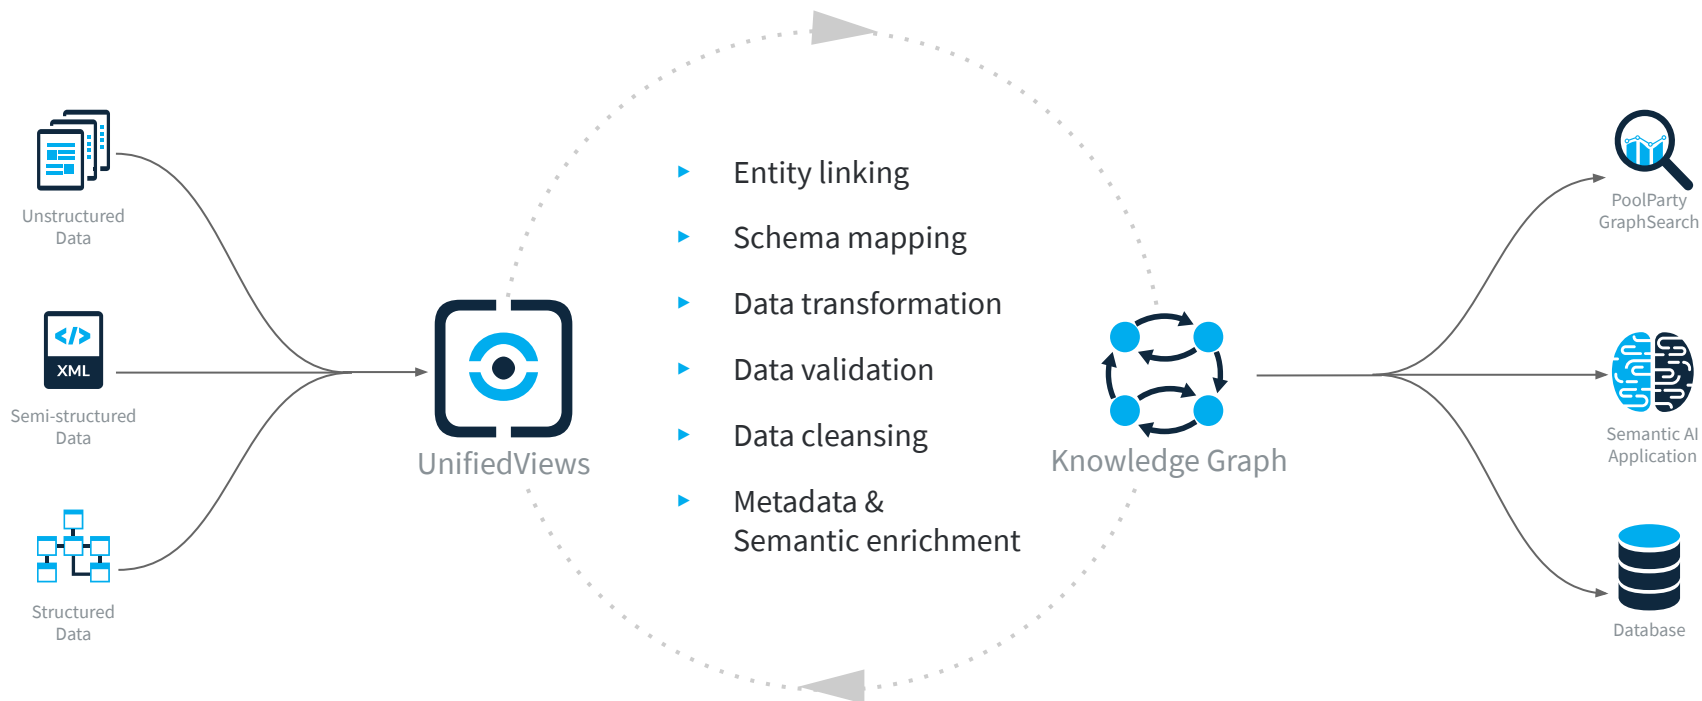 Unstructured
Data
</>
XML
Semi-structured
Data
Structured
Data
UnifiedViews
Entity linking
Schema mapping
Data transformation
Data validation
Data cleansing
Metadata &
Semantic enrichment
Knowledge Graph
PoolParty
GraphSearch
Semantic AI
Application
Database